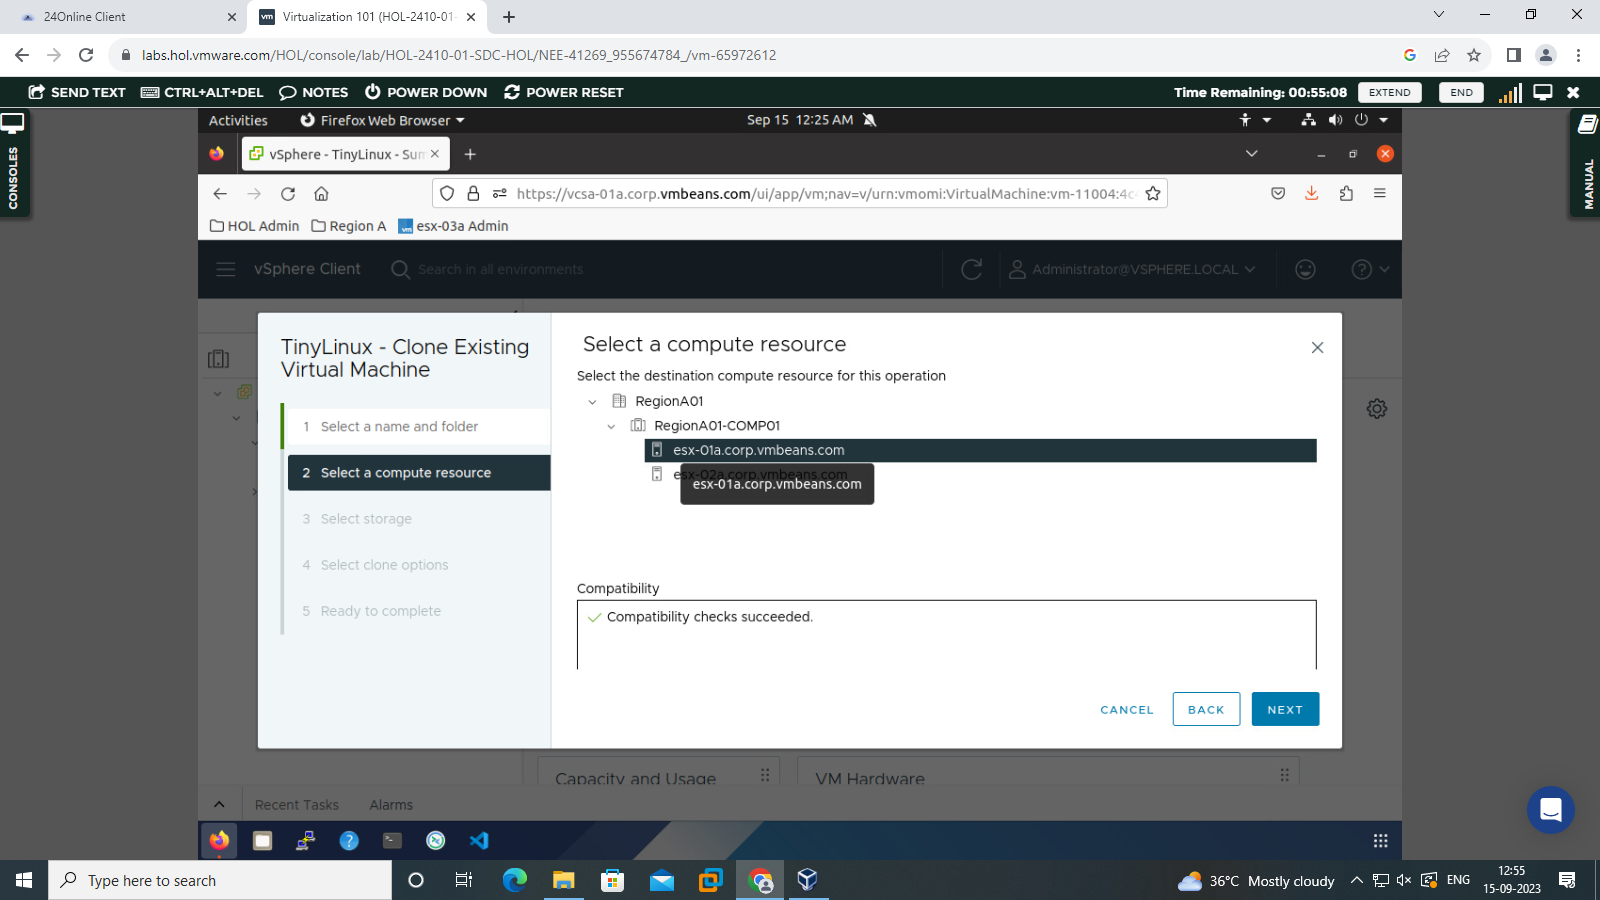 24Online Client
Virtualization 101 (HOL-2410-01-
labs.hol.vmware.com/HOL/console/lab/HOL-2410-01-SDC-HOL/NEE-41269_955674784_/vm-65972612
SEND TEXT
CTRL+ALT+DEL
NOTES
POWER DOWN
POWER RESET
Time Remaining: 00:55:08
EXTEND
END
CONSOLES
MANUAL
Activities
Firefox Web Browser
Sep 15 12:25 AM
vSphere - TinyLinux - Sum
https://vcsa-01a.corp.vmbeans.com/ui/app/vm;nav=v/urn:vmomi:VirtualMachine:vm-11004:4c
HOL Admin
Region A
vm
esx-03a Admin
vSphere Client
Search in all environments
Administrator@VSPHERE.LOCAL
TinyLinux - Clone Existing
Virtual Machine
1 Select a name and folder
2 Select a compute resource
3 Select storage
4 Select clone options
5 Ready to complete
Select a compute resource
Select the destination compute resource for this operation
RegionA01
RegionA01-COMP01
esx-01a.corp.vmbeans.com
esx-02a.corp.vmbeans.com
esx-01a.corp.vmbeans.com
Compatibility
Compatibility checks succeeded.
CANCEL
BACK
NEXT
Capacity and Usage
VM Hardware
Recent Tasks
Alarms
Type here to search
36°C Mostly cloudy
ENG
12:55
15-09-2023